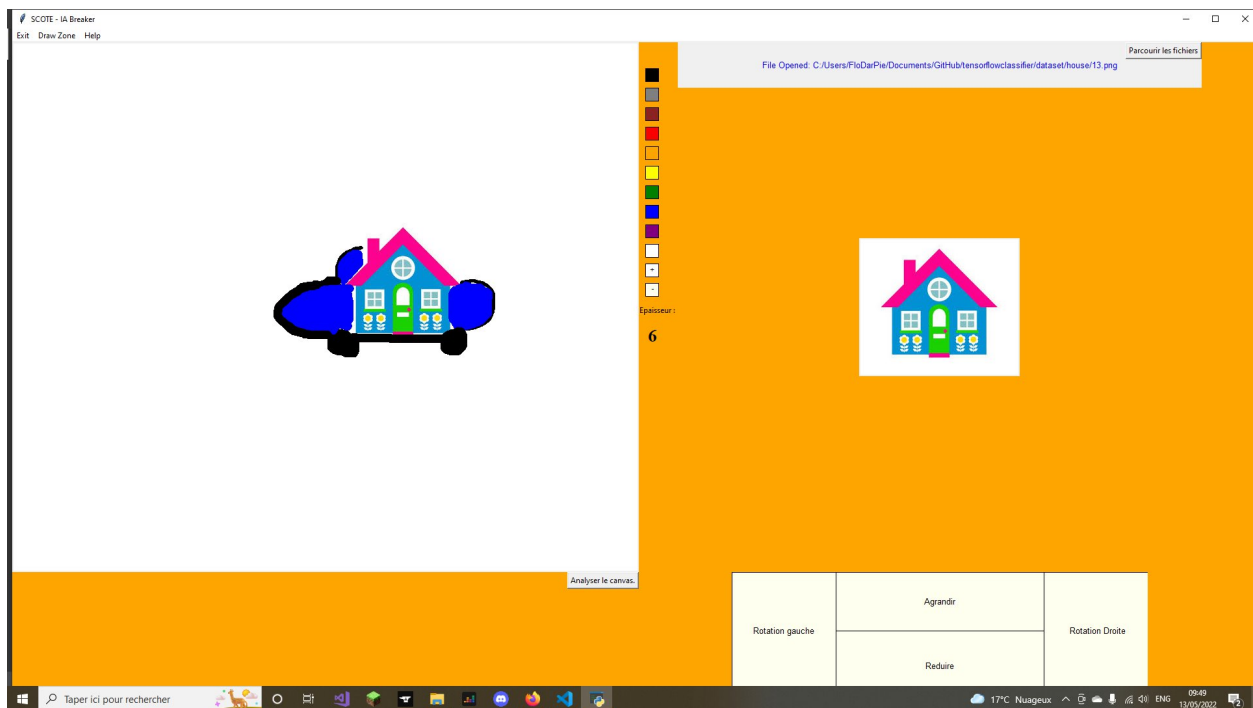 SCOTE - IA Breaker
Exit Draw Zone Help
Parcourir les fichiers
File Opened: C:/Users/FloDarPie/Documents/GitHub/tensorflowclassifier/dataset/house/13.png
+
-
Epaisseur :
6
Analyser le canvas.
Agrandir
Rotation gauche
Rotation Droite
Reduire
Taper ici pour rechercher
17°C Nuageux
ENG
09:49
13/05/2022
2